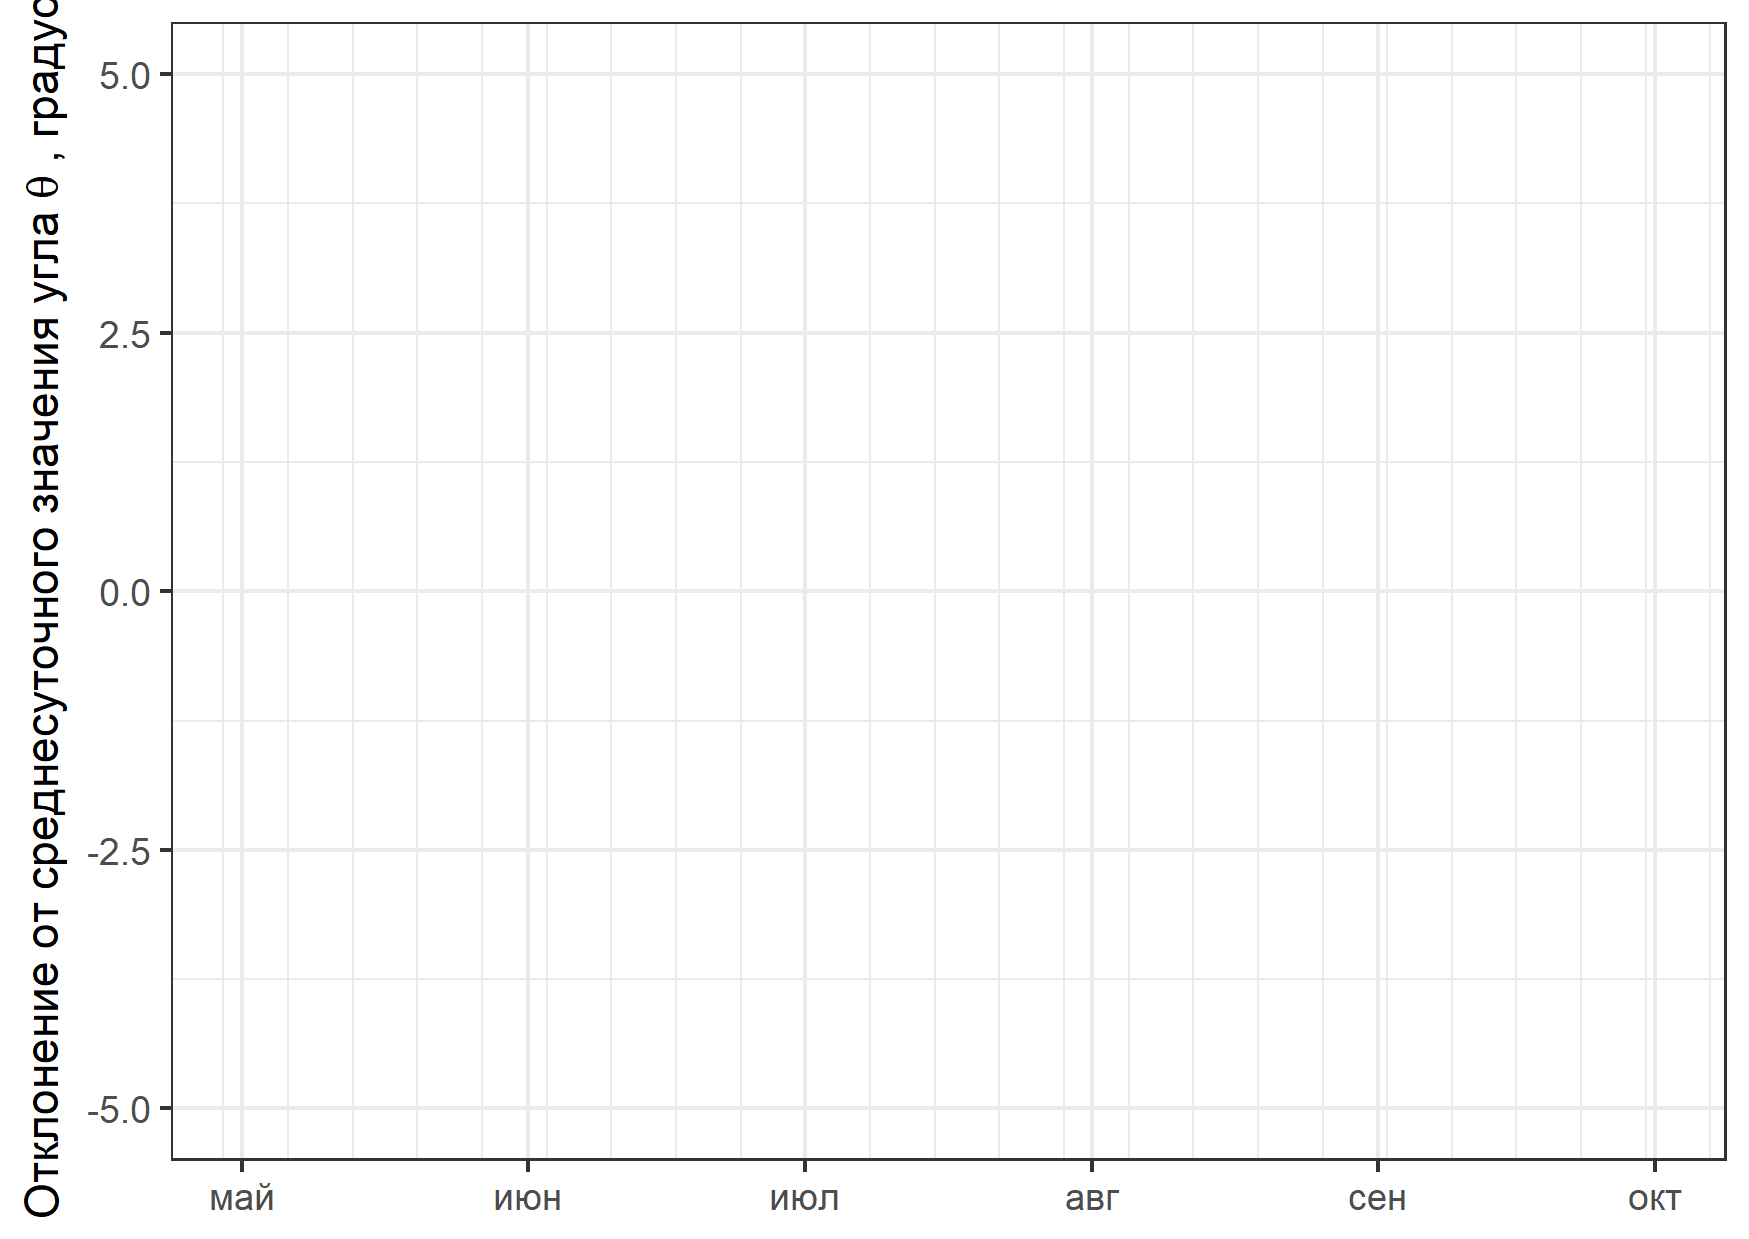 Отклонение от среднесуточного значения угла θ , градус
5.0
2.5
0.0
-2.5
-5.0
май
июн
июл
авг
сен
окт